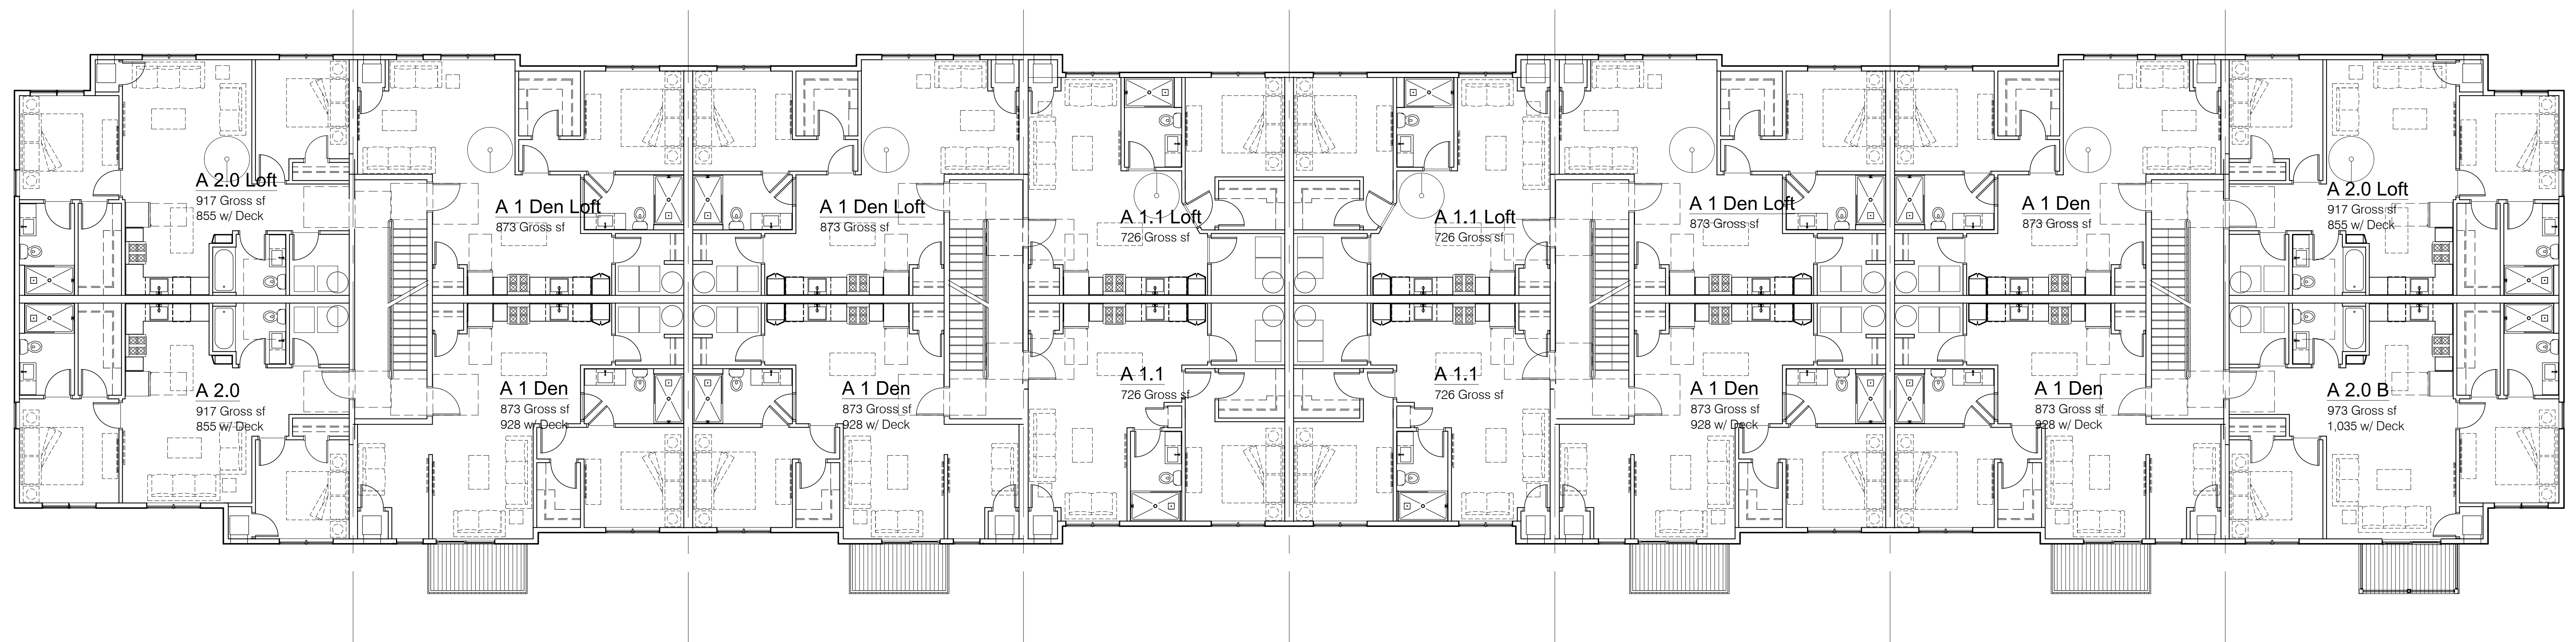 A 2.0 Loft
917 Gross sf
855 w/ Deck
A 1 Den Loft
873 Gross sf
A 1 Den Loft
873 Gross sf
A 1.1 Loft
726 Gross sf
A 1.1 Loft
726 Gross sf
A 1 Den Loft
873 Gross sf
A 1 Den
873 Gross sf
A 2.0 Loft
917 Gross sf
855 w/ Deck
A 2.0
917 Gross sf
855 w/ Deck
A 1 Den
873 Gross sf
928 w/ Deck
A 1 Den
873 Gross sf
928 w/ Deck
A 1.1
726 Gross sf
A 1.1
726 Gross sf
A 1 Den
873 Gross sf
928 w/ Deck
A 1 Den
873 Gross sf
928 w/ Deck
A 2.0 B
973 Gross sf
1,035 w/ Deck